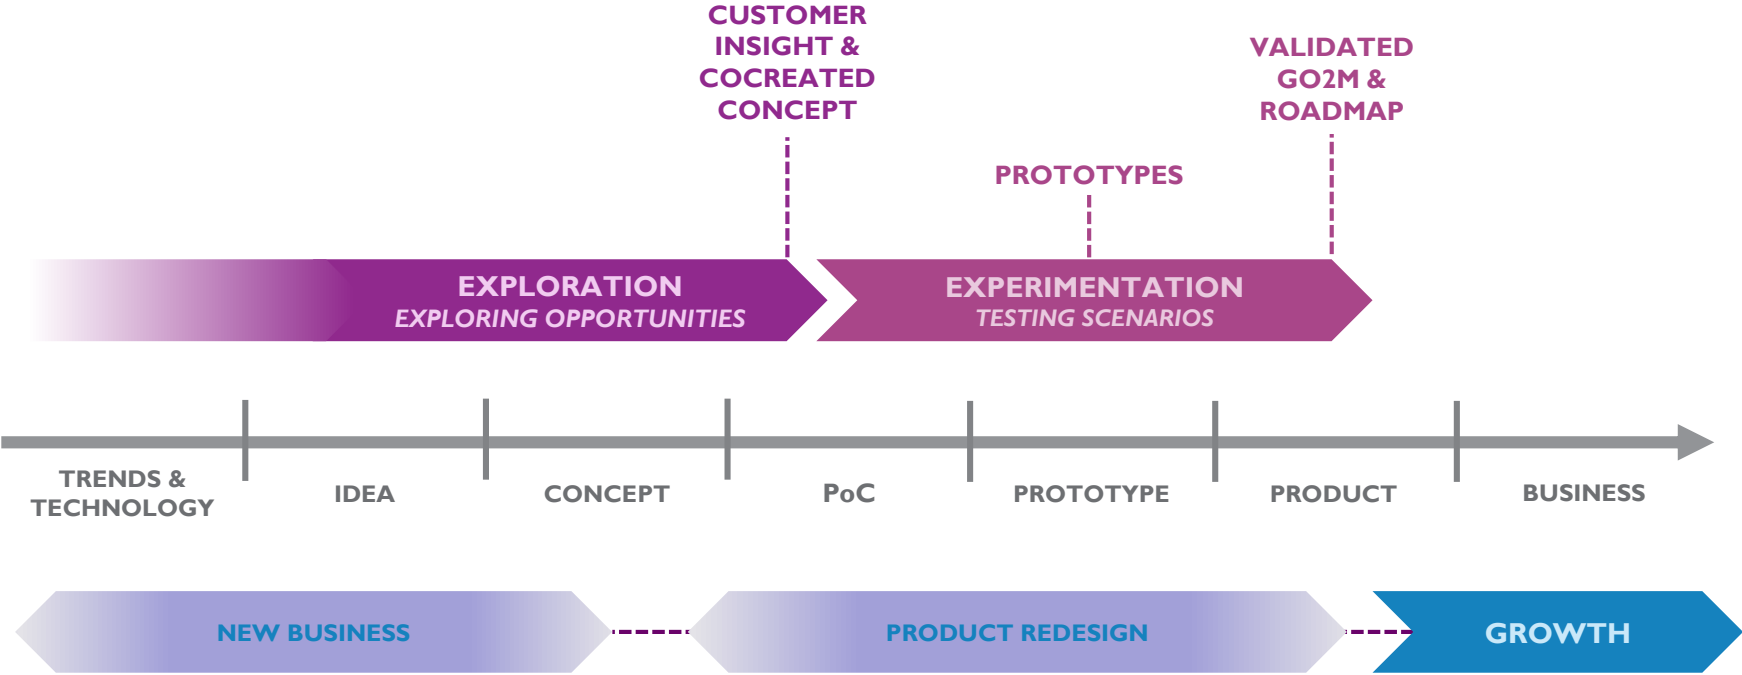 CUSTOMER
INSIGHT &
COCREATED
CONCEPT
VALIDATED
GO2M &
ROADMAP
PROTOTYPES
EXPLORATION
EXPLORING OPPORTUNITIES
EXPERIMENTATION
TESTING SCENARIOS
TRENDS &
TECHNOLOGY
IDEA
CONCEPT
PoC
PROTOTYPE
PRODUCT
BUSINESS
NEW BUSINESS
PRODUCT REDESIGN
GROWTH